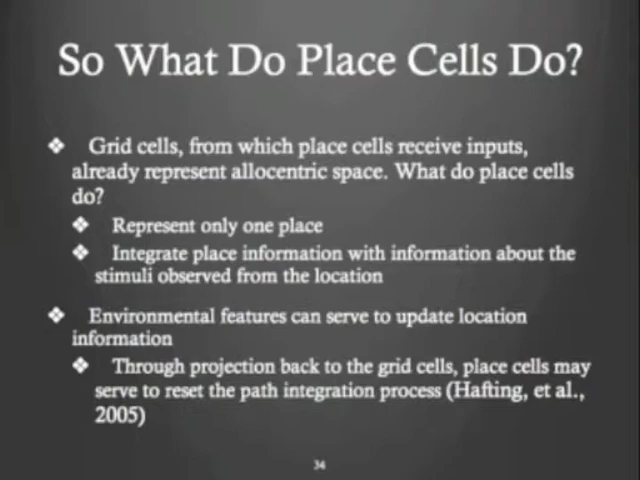 So What Do Place Cells Do?
❖ Grid cells, from which place cells receive inputs,
already represent allocentric space. What do place cells
do?
❖ Represent only one place
❖ Integrate place information with information about the
stimuli observed from the location
❖ Environmental features can serve to update location
information
❖ Through projection back to the grid cells, place cells may
serve to reset the path integration process (Hafting, et al.,
2005)
34